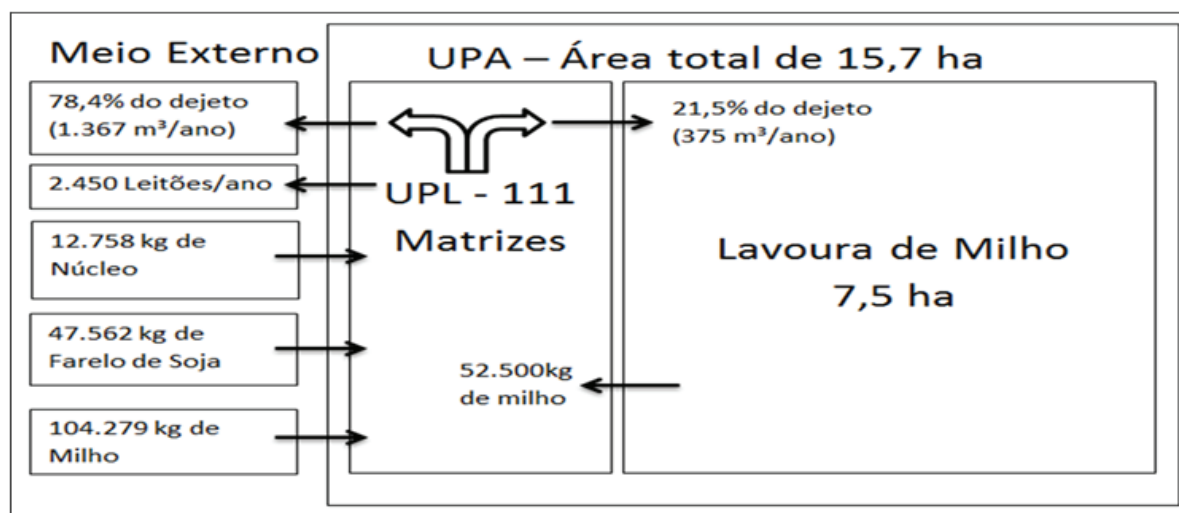 Meio Externo
78,4% do dejeto
(1.367 m³/ano)
2.450 Leitões/ano
12.758 kg de
Núcleo
47.562 kg de
Farelo de Soja
104.279 kg de
Milho
UPA – Área total de 15,7 ha
UPL - 111
Matrizes
52.500kg
de milho
21,5% do dejeto
(375 m³/ano)
Lavoura de Milho
7,5 ha